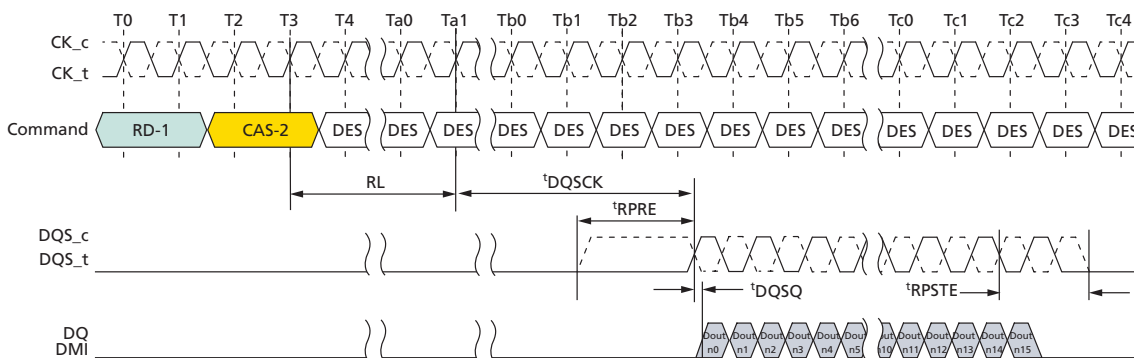 T0 T1 T2 T3 T4 Ta0 Ta1 Tb0 Tb1 Tb2 Tb3 Tb4 Tb5 Tb6 Tc0 Tc1 Tc2 Tc3 Tc4
CK_c
CK_t
Command RD-1 CAS-2 DES DES DES DES DES DES DES DES DES DES DES DES DES DES DES
RL
tDQSCK
tRPRE
DQS_c
DQS_t
tDQSQ
tRPSTE
DQ
DMI
Dout n0 Dout n1 Dout n2 Dout n3 Dout n4 Dout n5 Dout n10 Dout n11 Dout n12 Dout n13 Dout n14 Dout n15